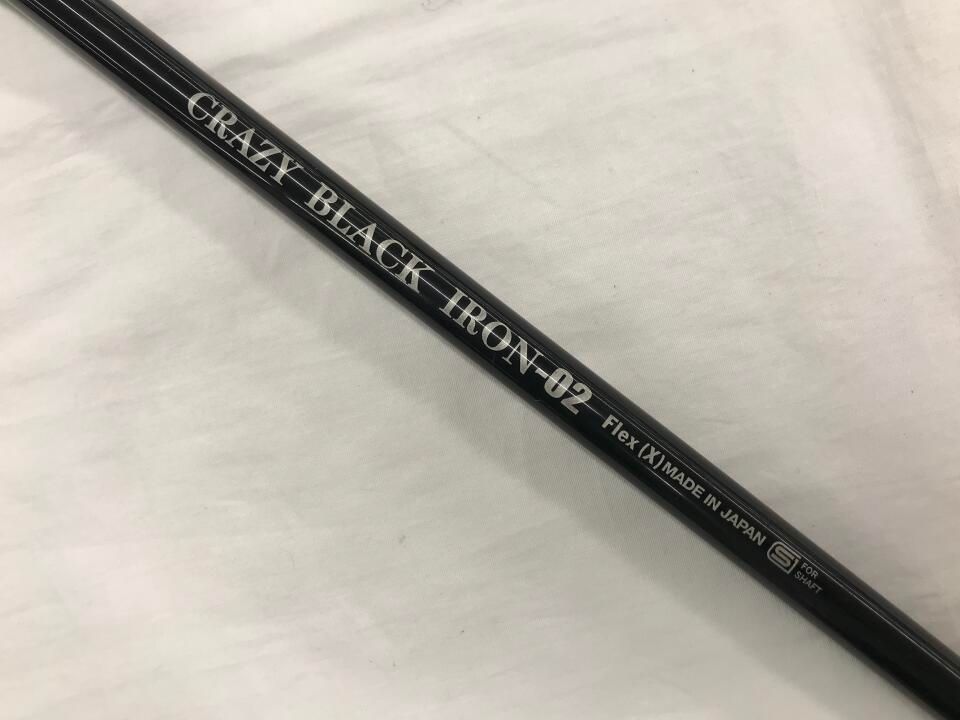 CRAZY BLACK IRON-02 Flex (X) MADE IN JAPAN S FOR
SHAFT